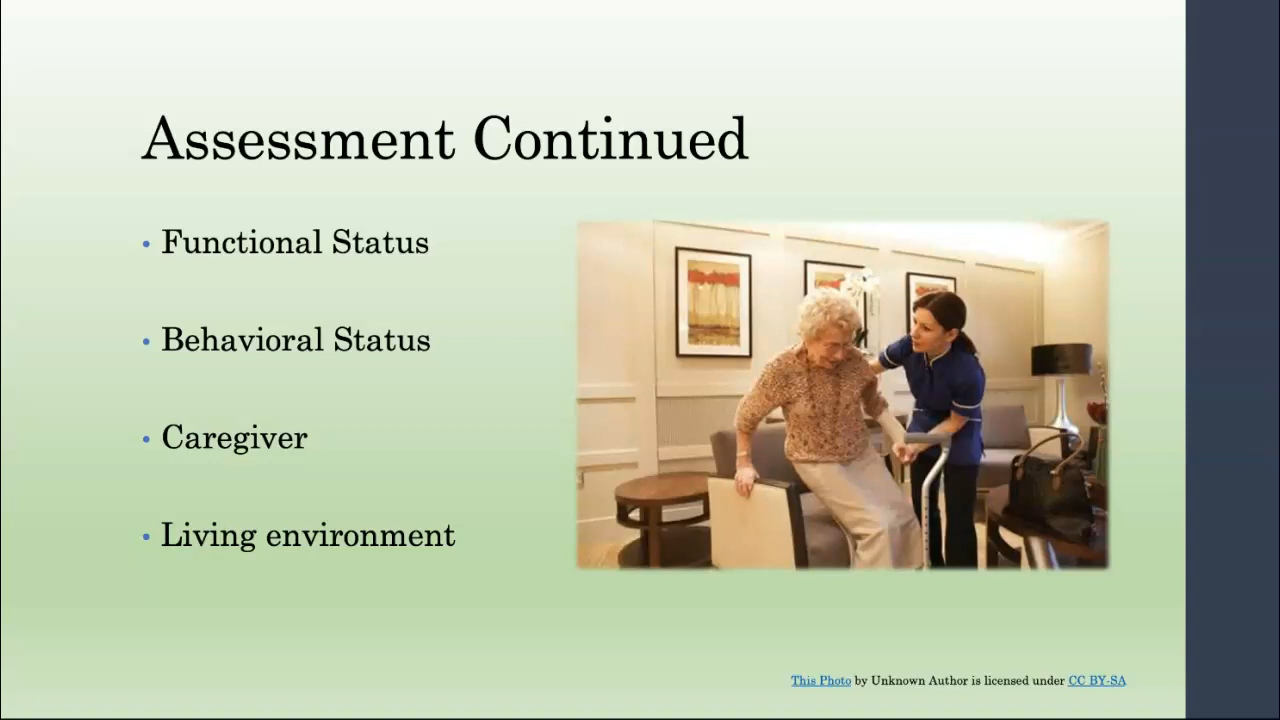 Assessment Continued
• Functional Status
• Behavioral Status
• Caregiver
• Living environment
This Photo by Unknown Author is licensed under CC BY-SA